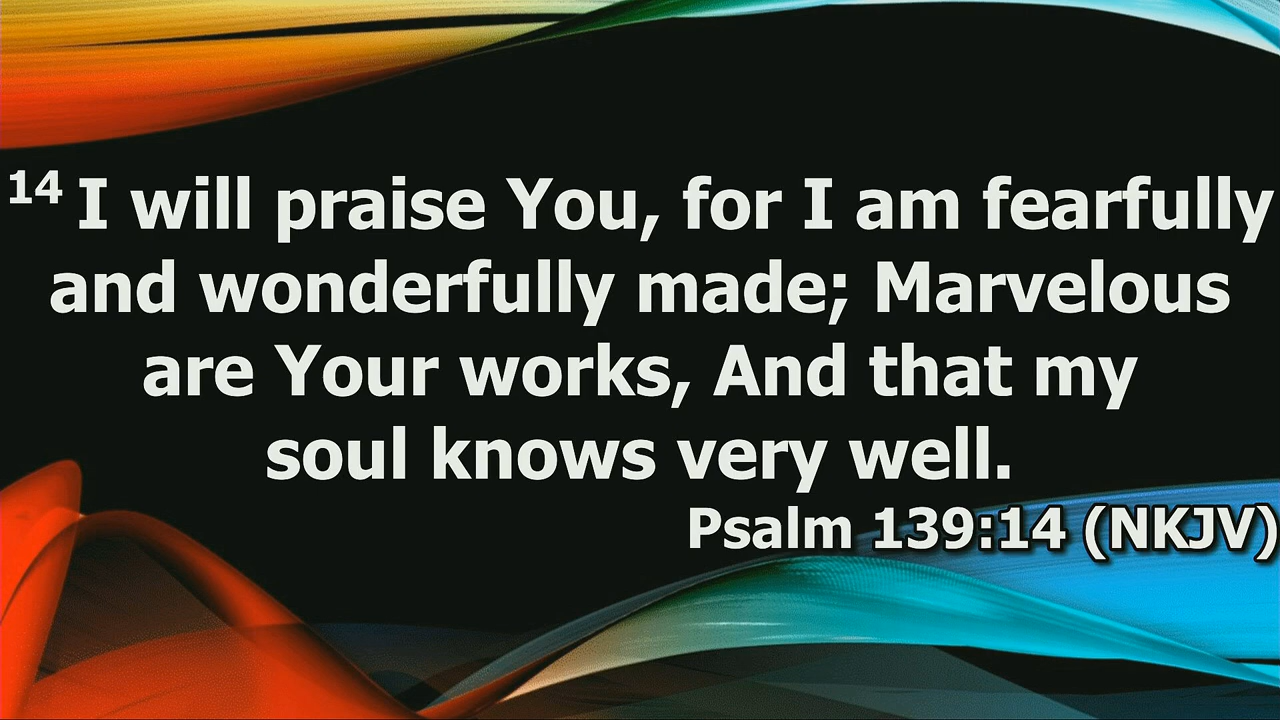 14 I will praise You, for I am fearfully
and wonderfully made; Marvelous
are Your works, And that my
soul knows very well.
Psalm 139:14 (NKJV)